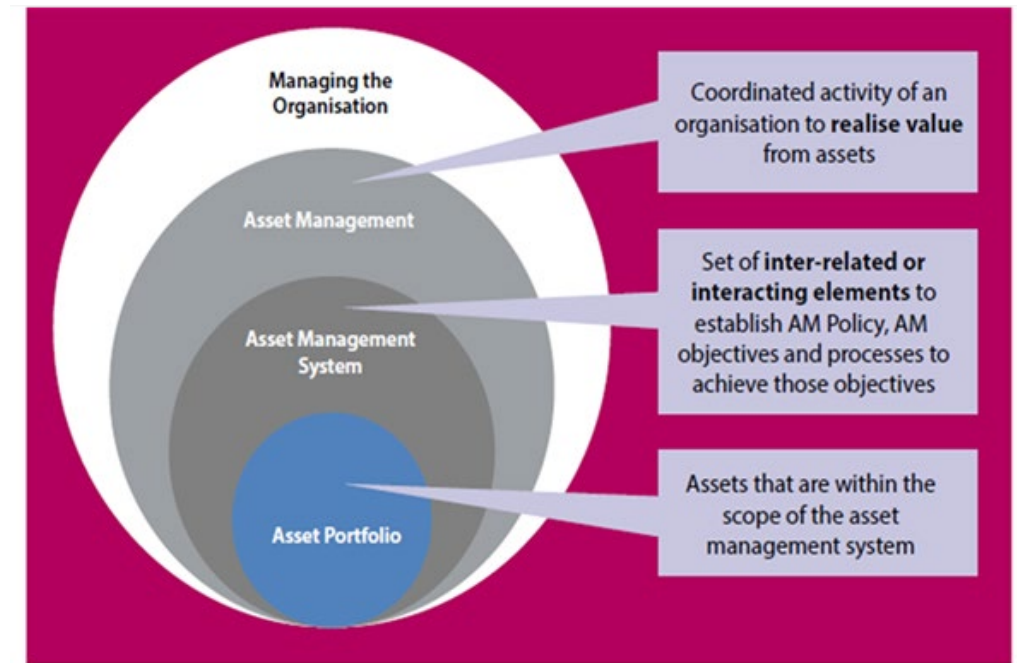 Managing the
Organisation
Asset Management
Asset Management
System
Asset Portfolio
Coordinated activity of an
organisation to realise value
from assets
Set of inter-related or
interacting elements to
establish AM Policy, AM
objectives and processes to
achieve those objectives
Assets that are within the
scope of the asset
management system